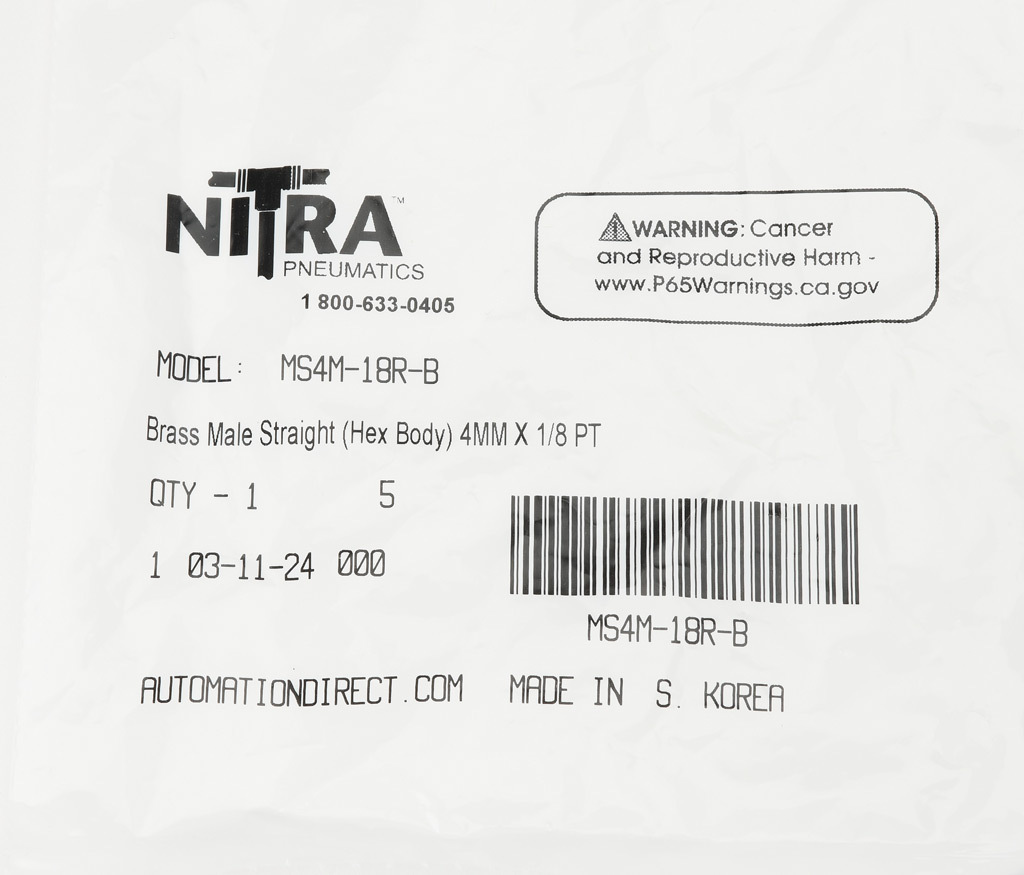 NITRA™
PNEUMATICS
1 800-633-0405
WARNING: Cancer
and Reproductive Harm -
www.P65Warnings.ca.gov
MODEL: MS4M-18R-B
Brass Male Straight (Hex Body) 4MM X 1/8 PT
QTY - 1 5
1 03-11-24 000
MS4M-18R-B
AUTOMATIONDIRECT.COM MADE IN S. KOREA